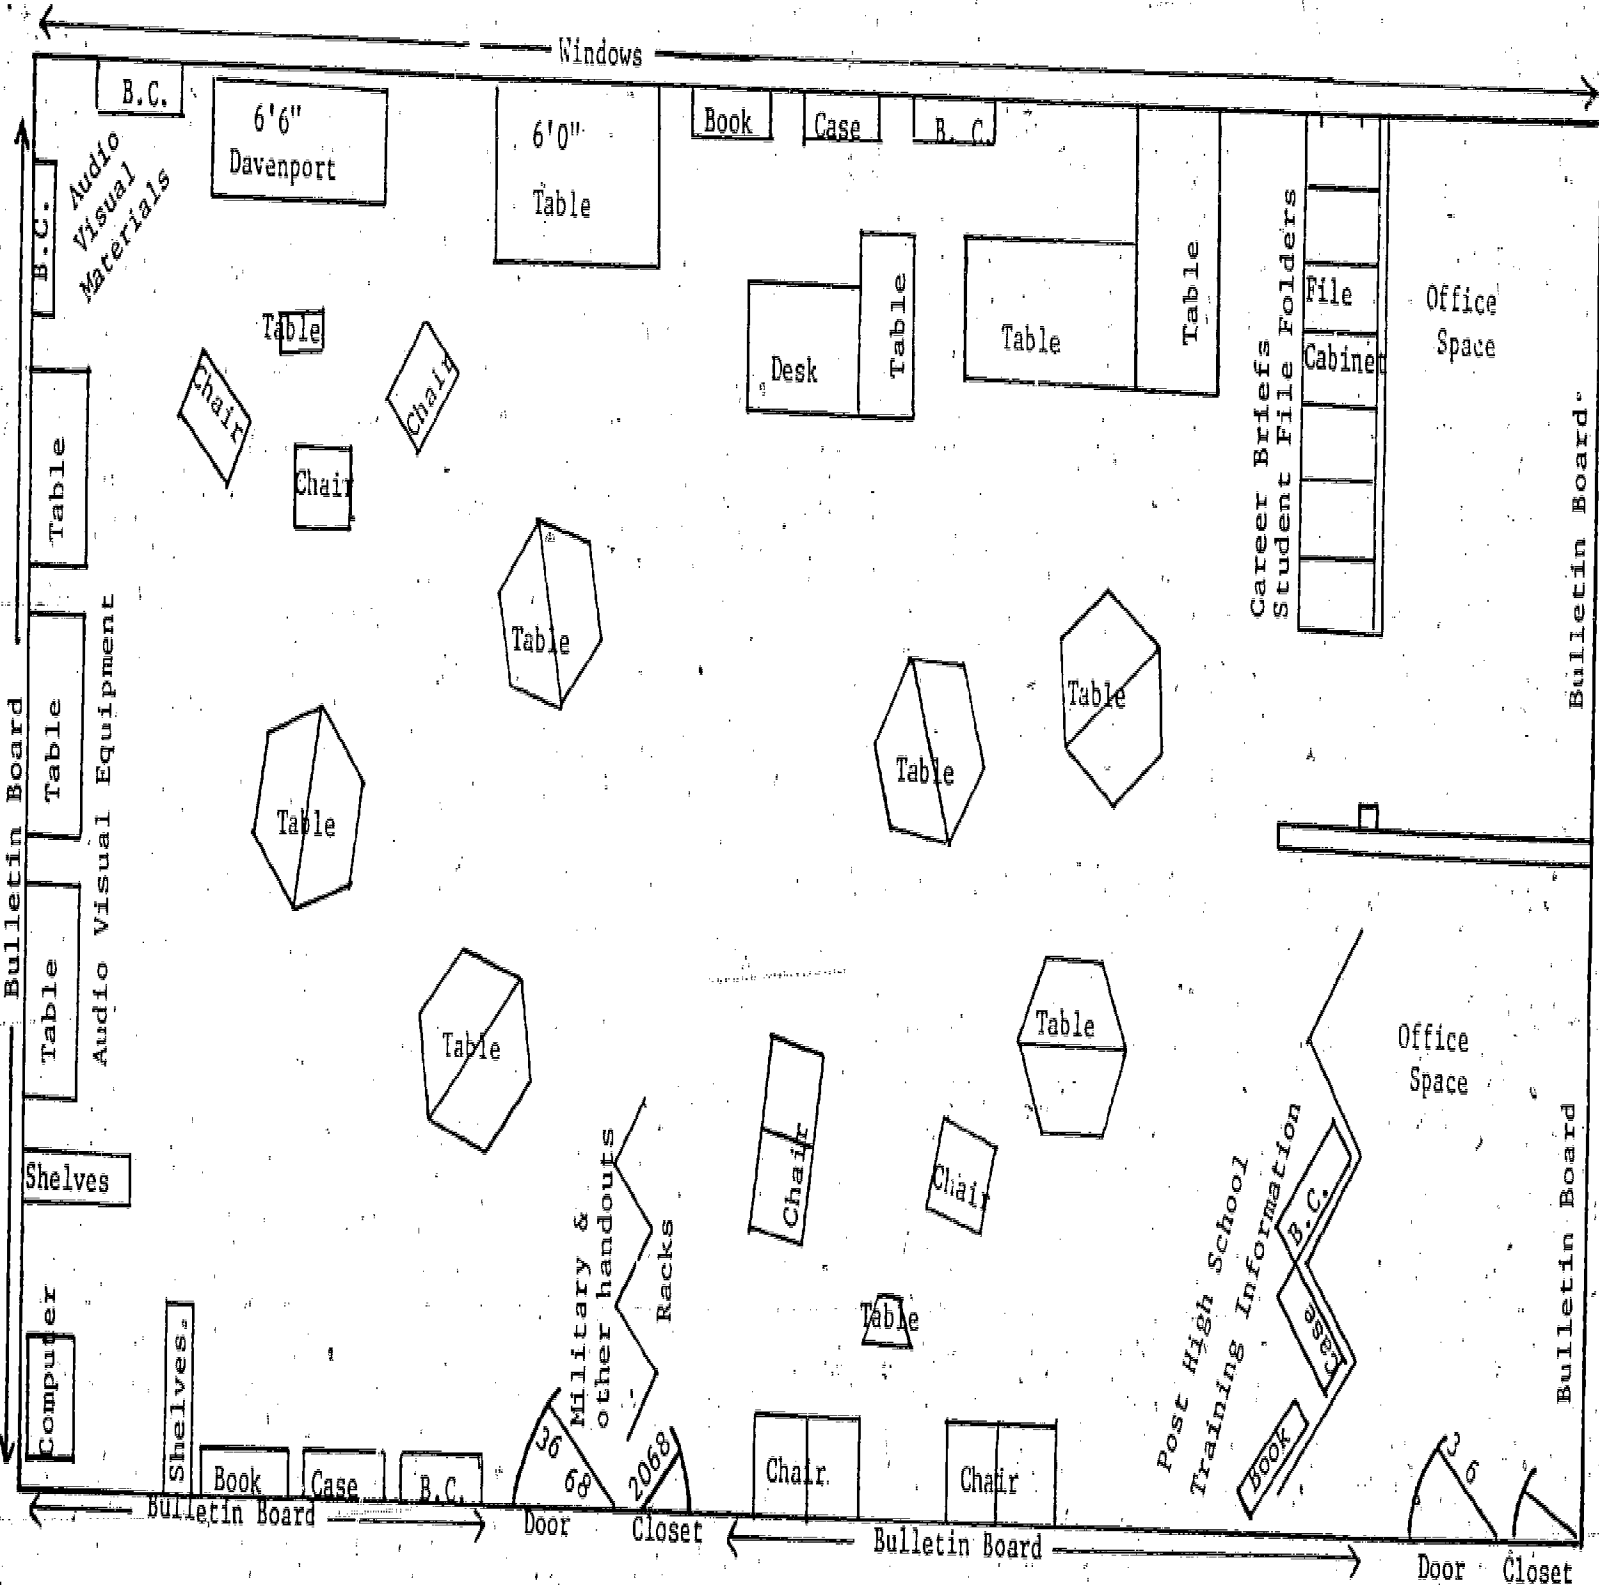 Windows
B.C.
6'6"
Davenport
6'0"
Table
Book
Case
B. C.
B.C.
Audio
Visual
Materials
Table
Chair
Chair
Chair
Desk
Table
Table
Table
Career Briefs
Student File Folders
File
Cabinet
Office
Space
Bulletin Board
Table
Table
Table
Audio Visual Equipment
Bulletin Board
Table
Table
Table
Table
Table
Table
Office
Space
Bulletin Board
Shelves
Computer
Shelves
Military &
other handouts
Racks
Chair
Chair
Table
Post High School
Training Information
B.C.
Case
Book
Book
Case
B.C.
36
68
2068
Chair
Chair
3
6
Bulletin Board
Door
Closet
Bulletin Board
Door
Closet